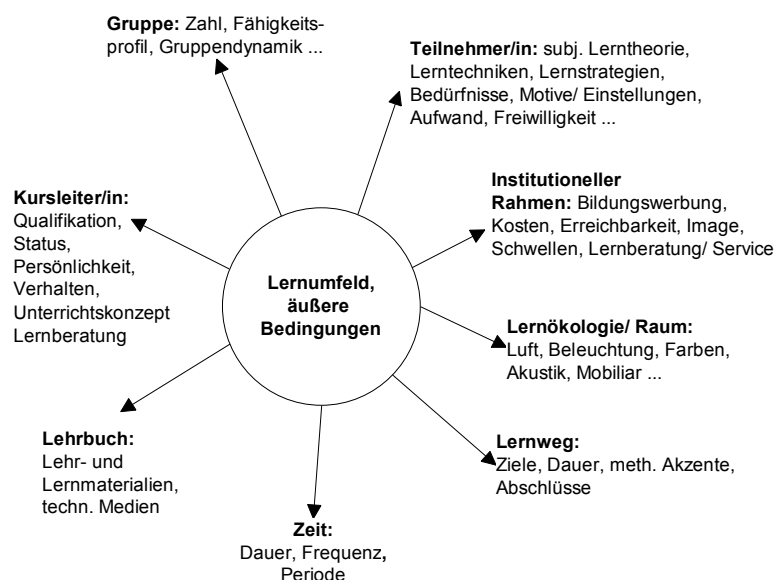 Gruppe: Zahl, Fähigkeits-
profil, Gruppendynamik ...
Teilnehmer/in: subj. Lerntheorie,
Lerntechniken, Lernstrategien,
Bedürfnisse, Motive/ Einstellungen,
Aufwand, Freiwilligkeit ...
Institutioneller
Rahmen: Bildungswerbung,
Kosten, Erreichbarkeit, Image,
Schwellen, Lernberatung/ Service
Kursleiter/in:
Qualifikation,
Status,
Persönlichkeit,
Verhalten,
Unterrichtskonzept
Lernberatung
Lernumfeld,
äußere
Bedingungen
Lernökologie/ Raum:
Luft, Beleuchtung, Farben,
Akustik, Mobiliar ...
Lehrbuch:
Lehr- und
Lernmaterialien,
techn. Medien
Lernweg:
Ziele, Dauer, meth. Akzente,
Abschlüsse
Zeit:
Dauer, Frequenz,
Periode